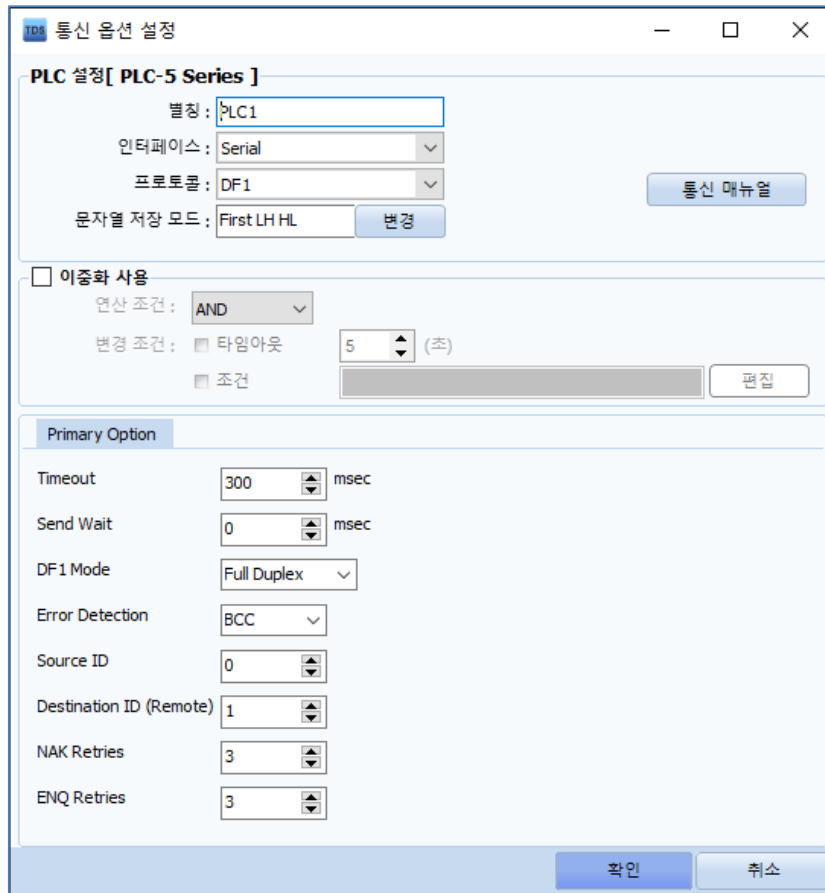 TDS 통신 옵션 설정
PLC 설정[ PLC-5 Series ]
별칭 : PLC1
인터페이스 : Serial
프로토콜 : DF1
통신 매뉴얼
문자열 저장 모드 : First LH HL 변경
이중화 사용
연산 조건 : AND
변경 조건 : 타임아웃 5 (초)
조건 편집
Primary Option
Timeout 300 msec
Send Wait 0 msec
DF1 Mode Full Duplex
Error Detection BCC
Source ID 0
Destination ID (Remote) 1
NAK Retries 3
ENQ Retries 3
확인 취소